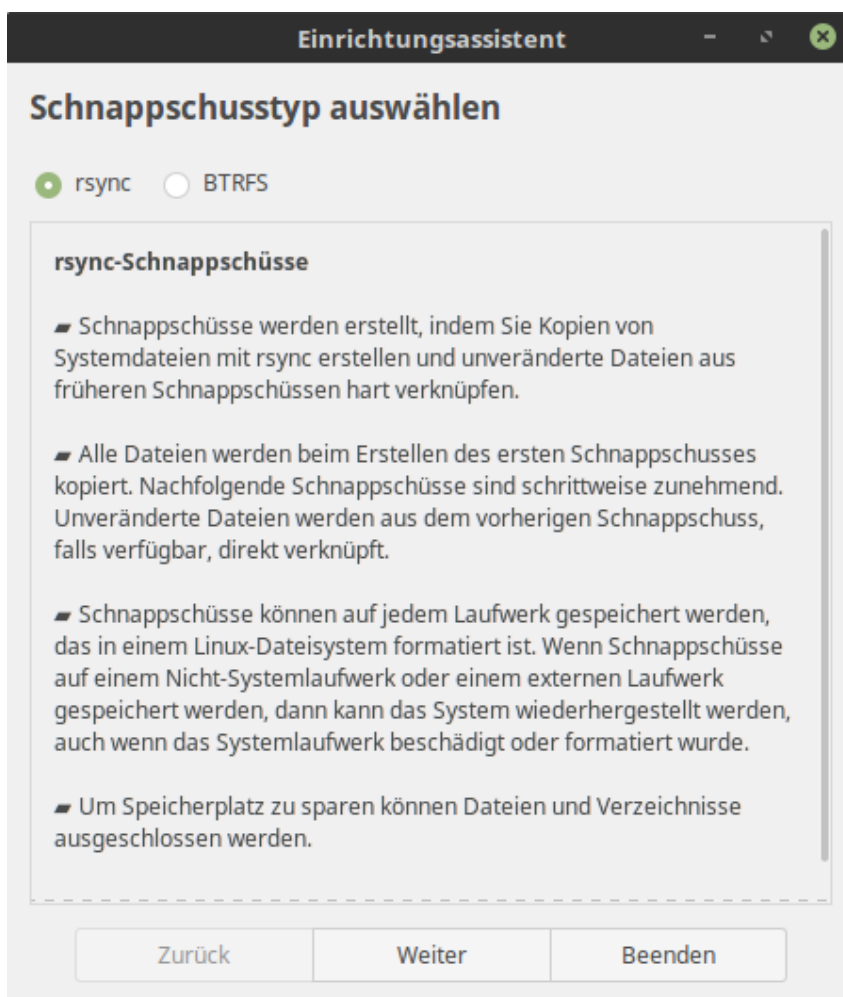 Einrichtungsassistent
Schnappschusstyp auswählen
rsync BTRFS
rsync-Schnappschüsse
▰ Schnappschüsse werden erstellt, indem Sie Kopien von
Systemdateien mit rsync erstellen und unveränderte Dateien aus
früheren Schnappschüssen hart verknüpfen.
▰ Alle Dateien werden beim Erstellen des ersten Schnappschusses
kopiert. Nachfolgende Schnappschüsse sind schrittweise zunehmend.
Unveränderte Dateien werden aus dem vorherigen Schnappschuss,
falls verfügbar, direkt verknüpft.
▰ Schnappschüsse können auf jedem Laufwerk gespeichert werden,
das in einem Linux-Dateisystem formatiert ist. Wenn Schnappschüsse
auf einem Nicht-Systemlaufwerk oder einem externen Laufwerk
gespeichert werden, dann kann das System wiederhergestellt werden,
auch wenn das Systemlaufwerk beschädigt oder formatiert wurde.
▰ Um Speicherplatz zu sparen können Dateien und Verzeichnisse
ausgeschlossen werden.
Zurück Weiter Beenden